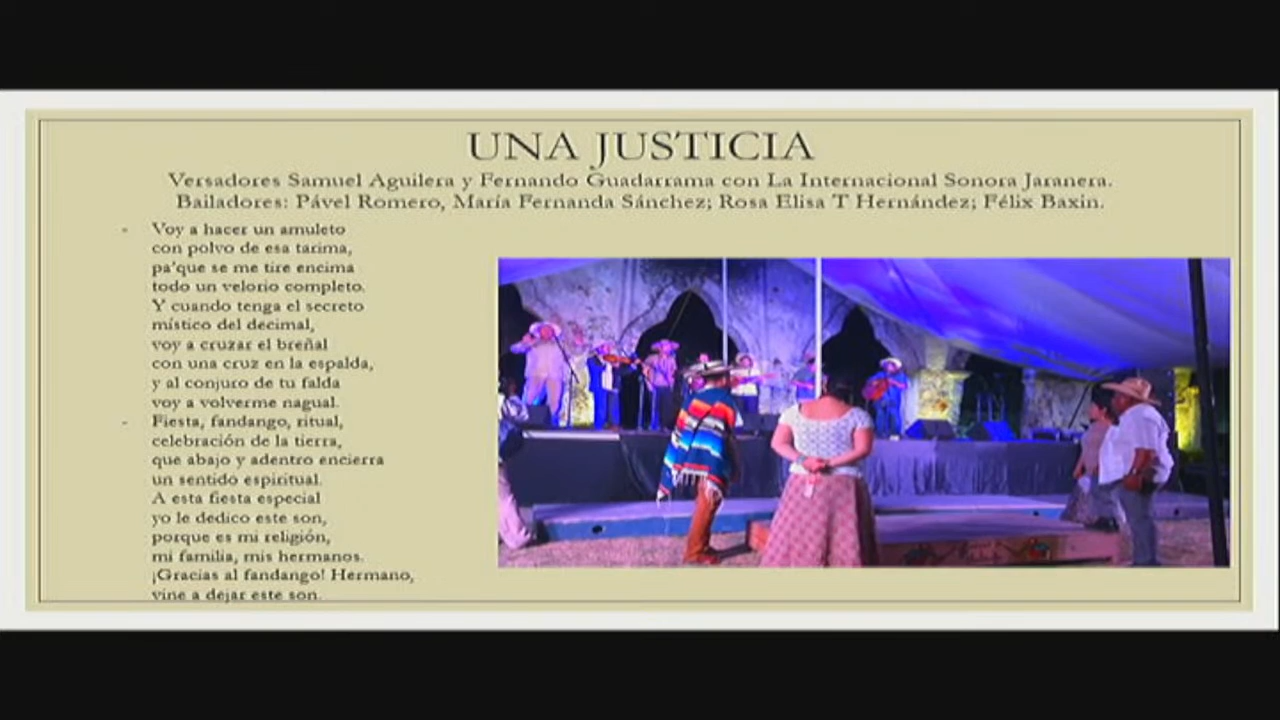 UNA JUSTICIA
Versadores Samuel Aguilera y Fernando Guadarrama con La Internacional Sonora Jaranera.
Bailadores: Pável Romero, María Fernanda Sánchez; Rosa Elisa T Hernández; Félix Baxin.
- Voy a hacer un amuleto
con polvo de esa tarima,
pa'que se me tire encima
todo un velorio completo.
Y cuando tenga el secreto
místico del decimal,
voy a cruzar el breñal
con una cruz en la espalda,
y al conjuro de tu falda
voy a volverme nagual.
- Fiesta, fandango, ritual,
celebración de la tierra,
que abajo y adentro encierra
un sentido espiritual.
A esta fiesta especial
yo le dedico este son,
porque es mi religión,
mi familia, mis hermanos.
¡Gracias al fandango! Hermano,
vine a dejar este son.